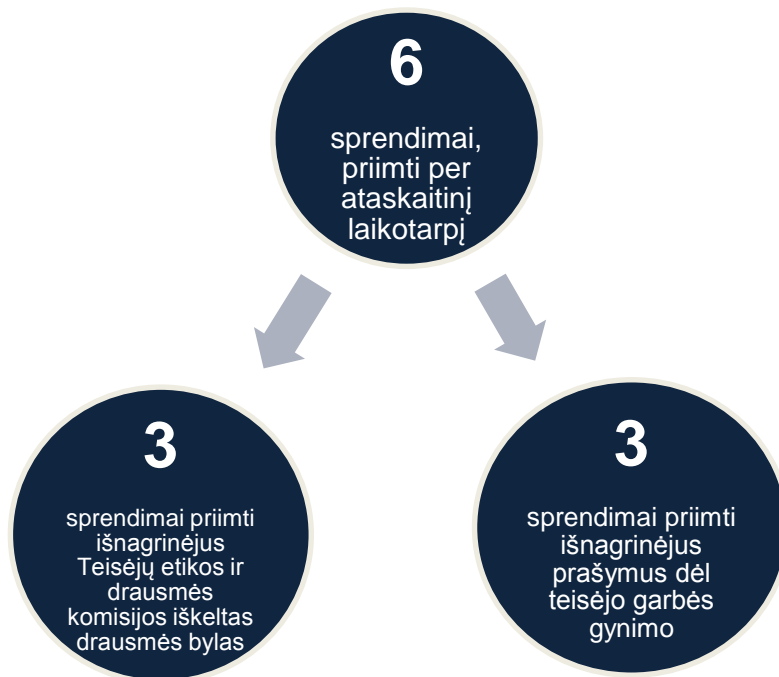 6
sprendimai,
priimti per
ataskaitinį
laikotarpį
3
sprendimai priimti
išnagrinėjus
Teisėjų etikos ir
drausmės
komisijos iškeltas
drausmės bylas
3
sprendimai priimti
išnagrinėjus
prašymus dėl
teisėjo garbės
gynimo